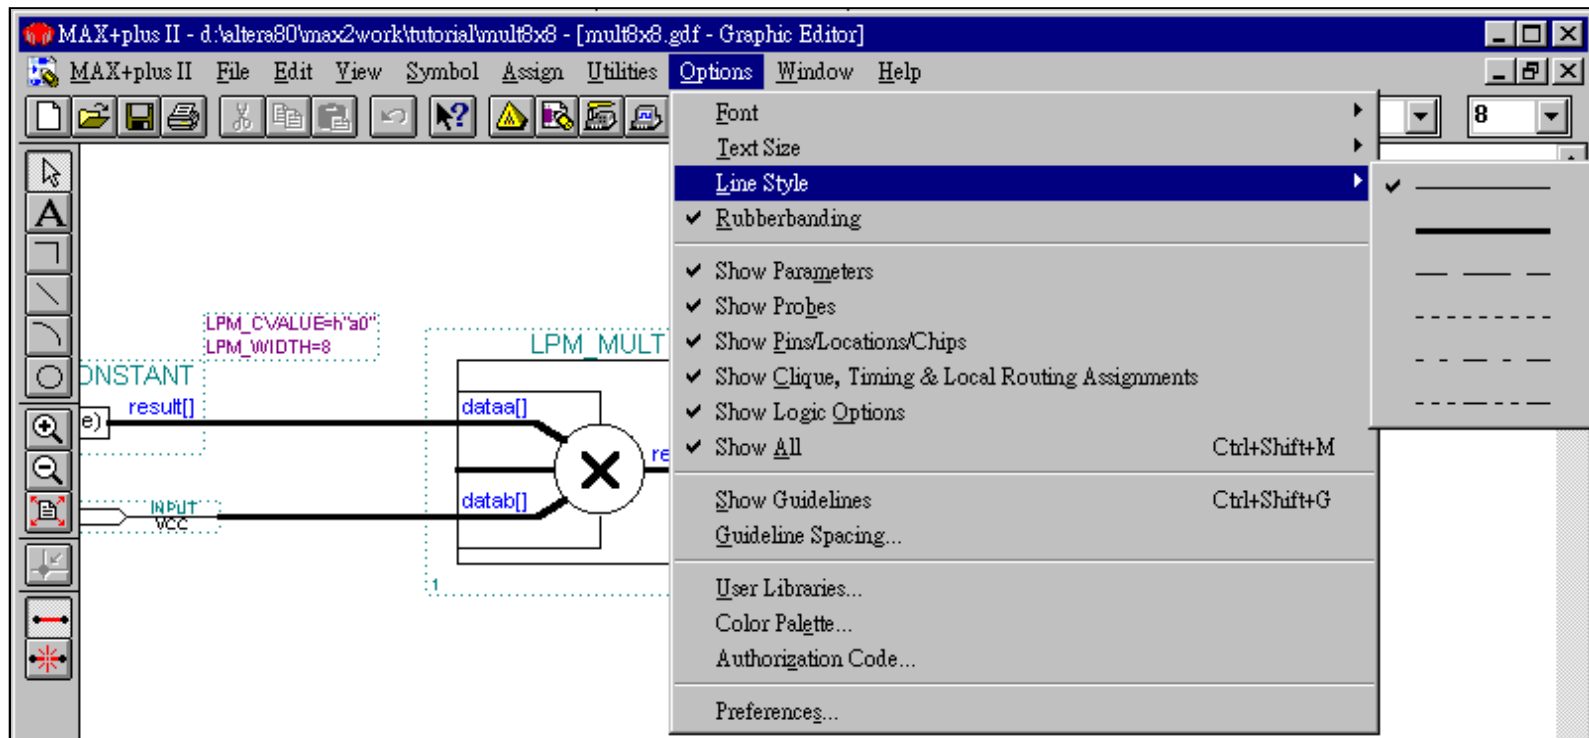 MAX+plus II - d:\altera80\max2work\tutorial\mult8x8 - [mult8x8.gdf - Graphic Editor]
MAX+plus II File Edit View Symbol Assign Utilities Options Window Help
8
Font
Text Size
Line Style
Rubberbanding
Show Parameters
Show Probes
Show Pins/Locations/Chips
Show Clique, Timing & Local Routing Assignments
Show Logic Options
Show All Ctrl+Shift+M
Show Guidelines Ctrl+Shift+G
Guideline Spacing...
User Libraries...
Color Palette...
Authorization Code...
Preferences...
A
LPM_CVALUE=h"a0"
LPM_WIDTH=8
LPM_MULT
ONSTANT
result[]
e)
dataa[]
re
datab[]
INPUT
VCC
1